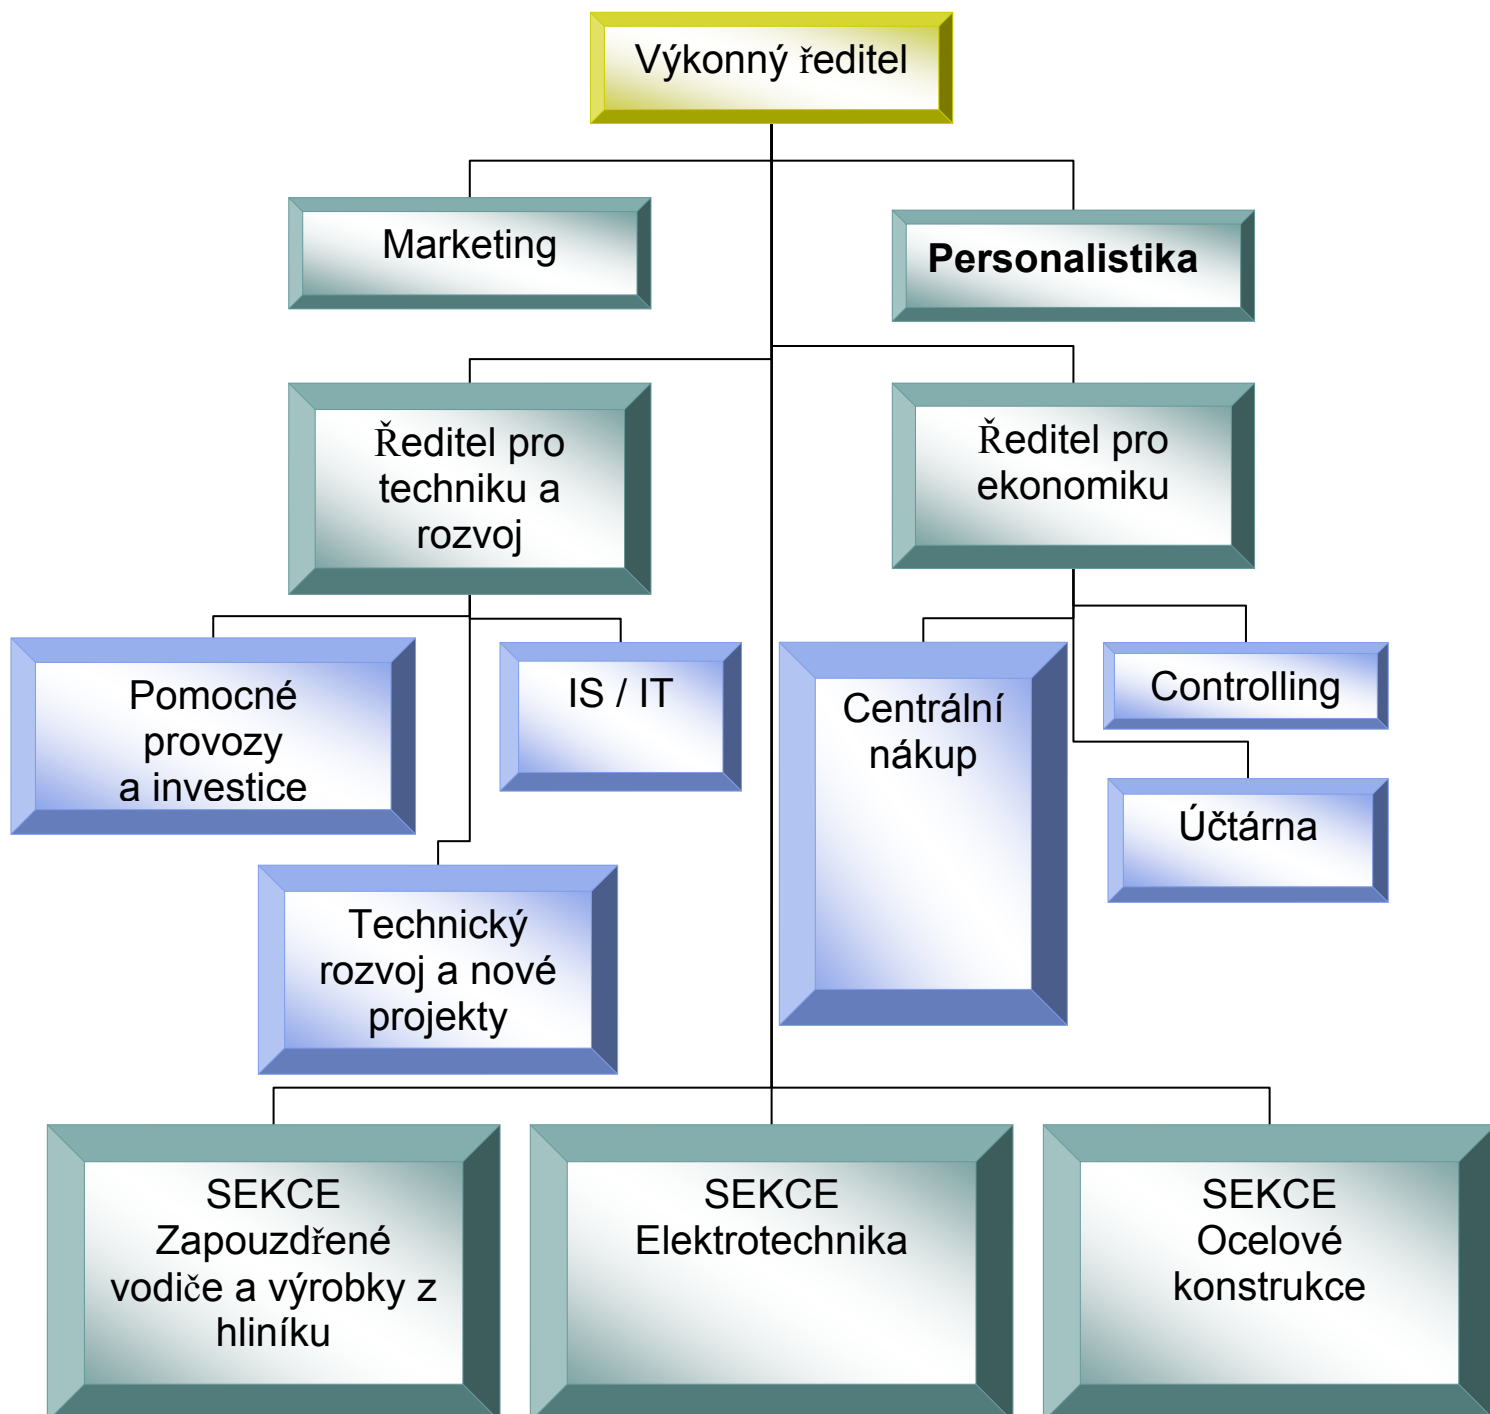 Výkonný ředitel
Marketing
Personalistika
Ředitel pro
techniku a
rozvoj
Ředitel pro
ekonomiku
Pomocné
provozy
a investice
IS / IT
Centrální
nákup
Controlling
Účtárna
Technický
rozvoj a nové
projekty
SEKCE
Zapouzdřené
vodiče a výrobky z
hliníku
SEKCE
Elektrotechnika
SEKCE
Ocelové
konstrukce